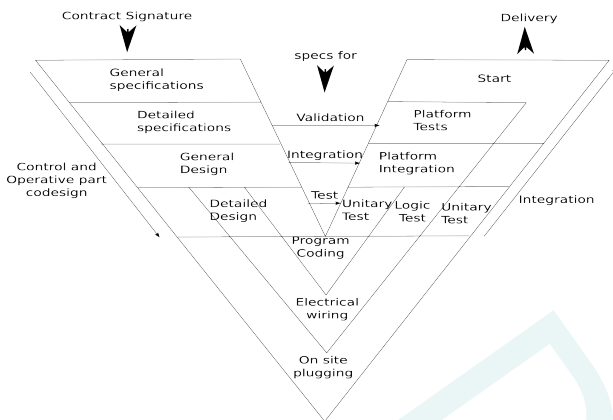 Contract Signature
Delivery
specs for
General
specifications
Start
Detailed
specifications
Validation
Platform
Tests
General
Design
Integration
Platform
Integration
Control and
Operative part
codesign
Detailed
Design
Test
Unitary
Test
Logic
Test
Unitary
Test
Integration
Program
Coding
Electrical
wiring
On site
plugging